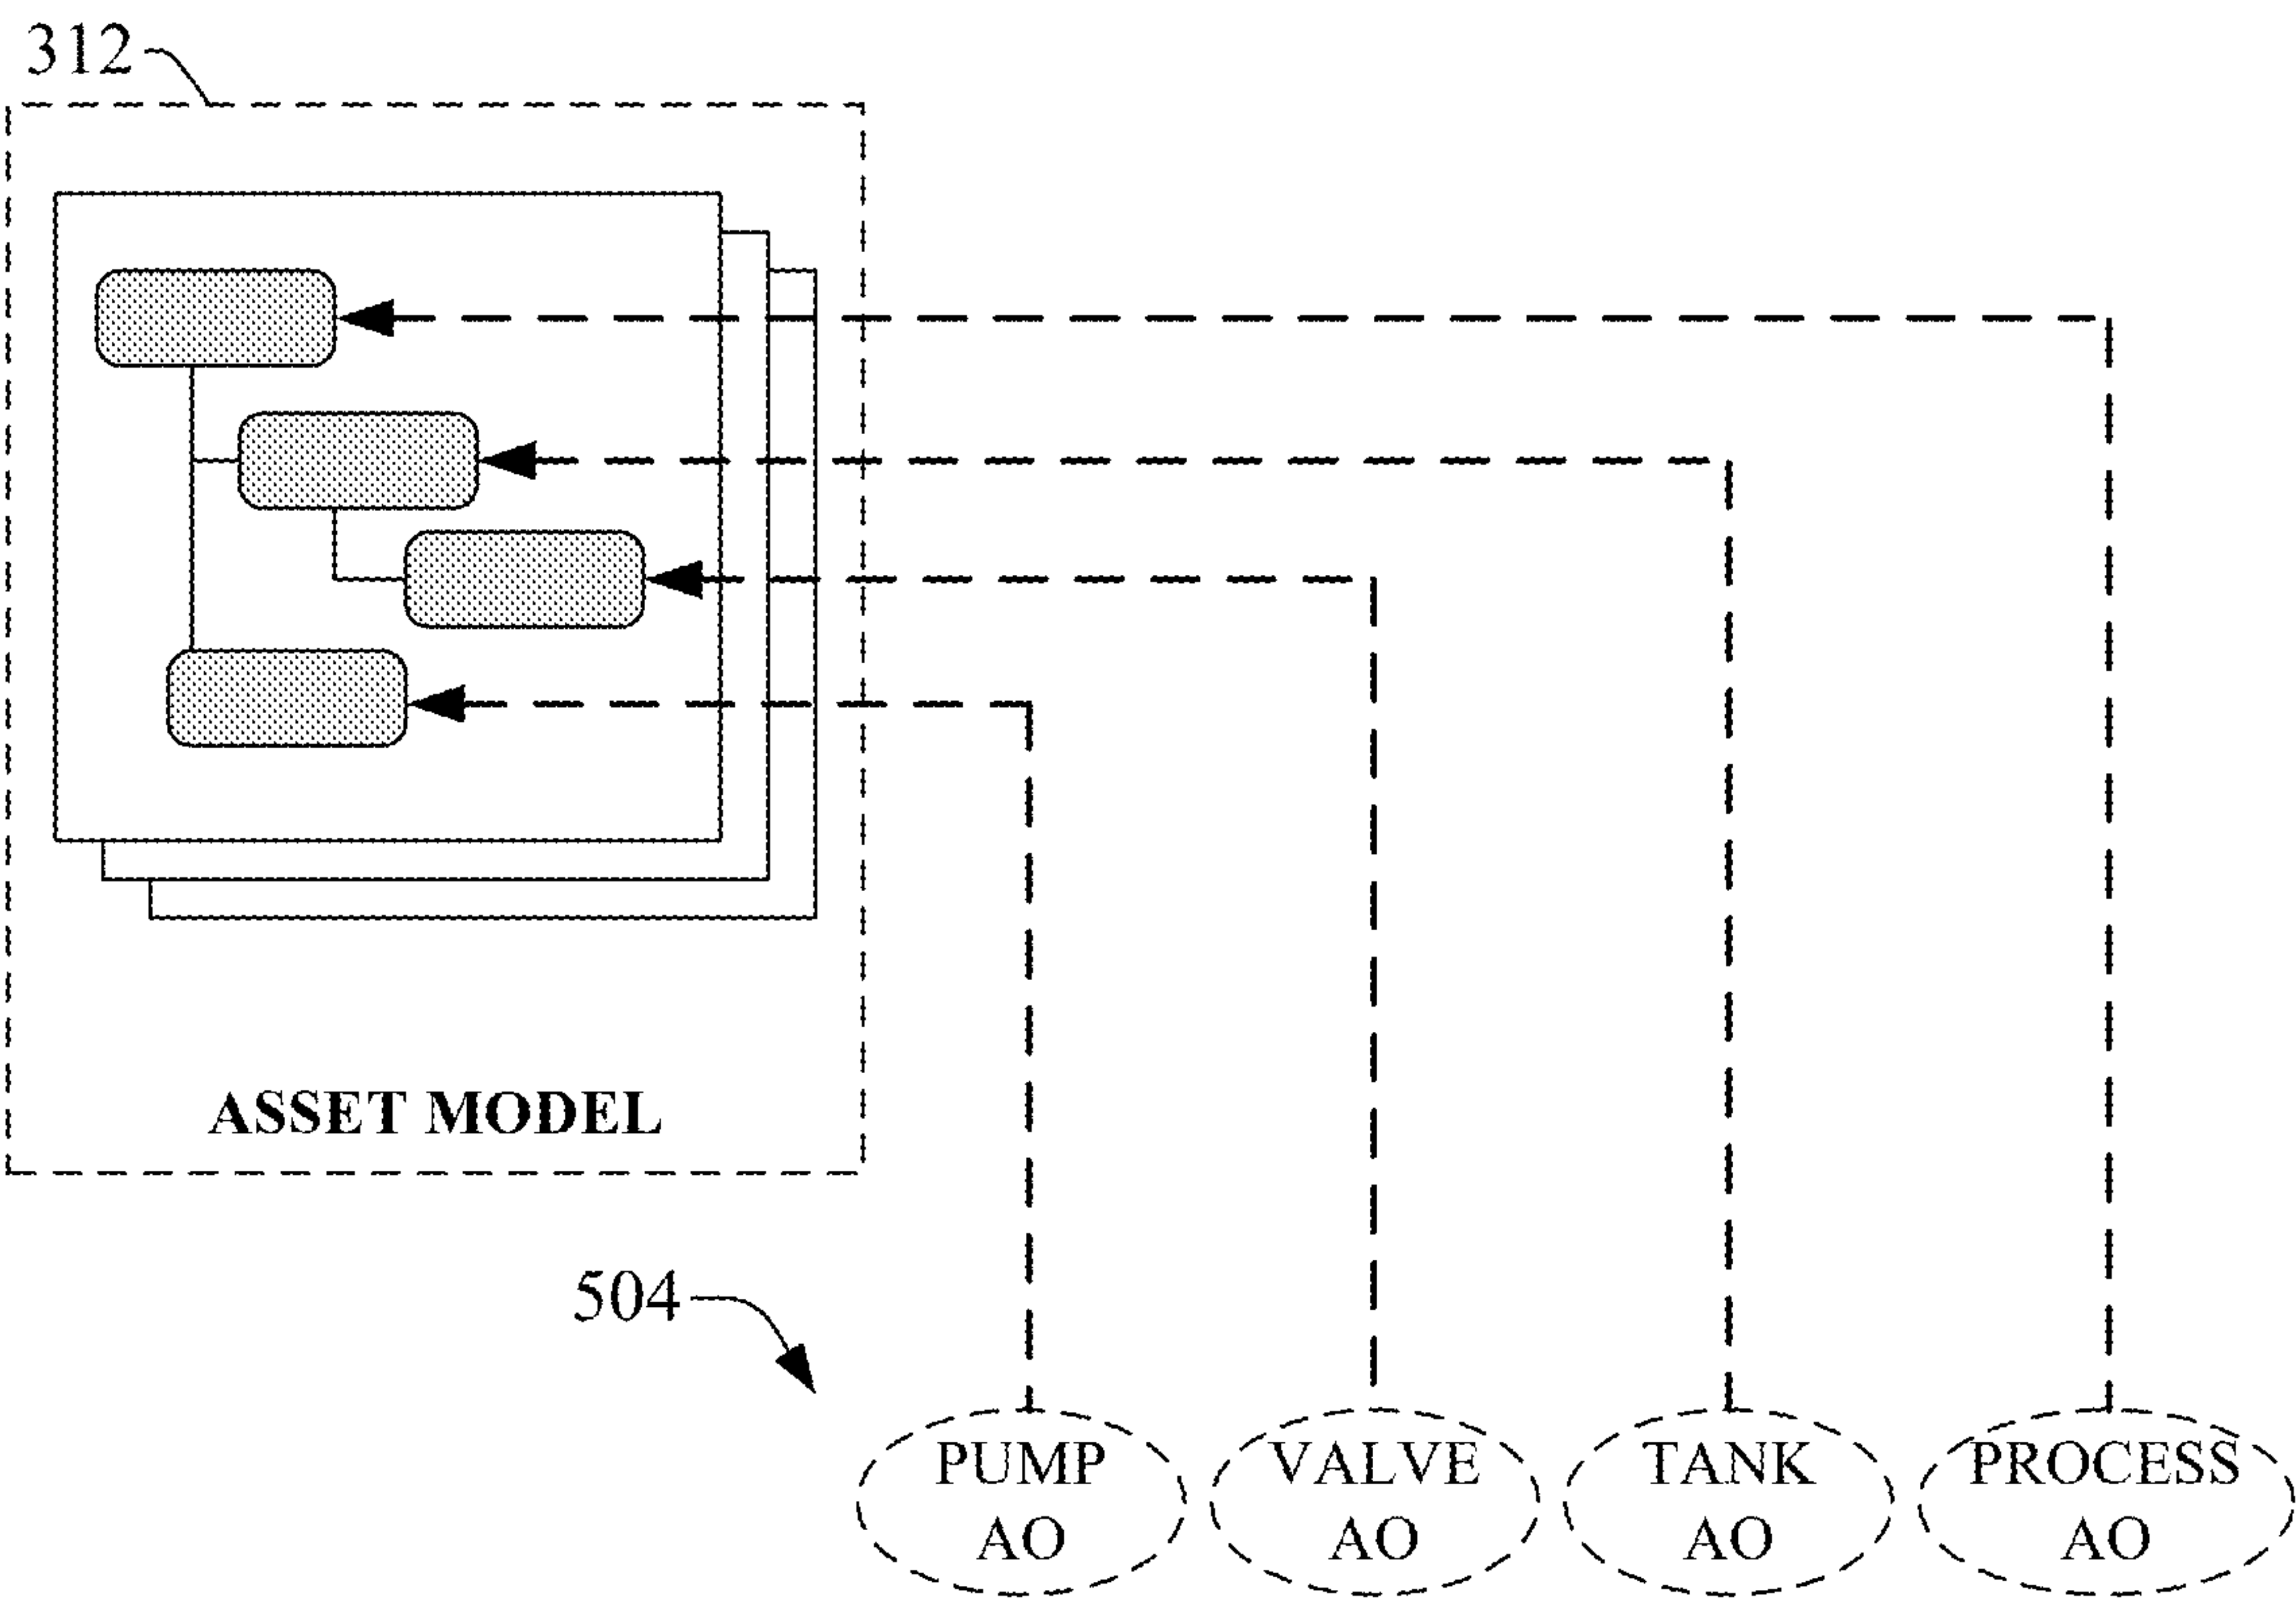 312
ASSET MODEL
504
PUMP
AO
VALVE
AO
TANK
AO
PROCESS
AO